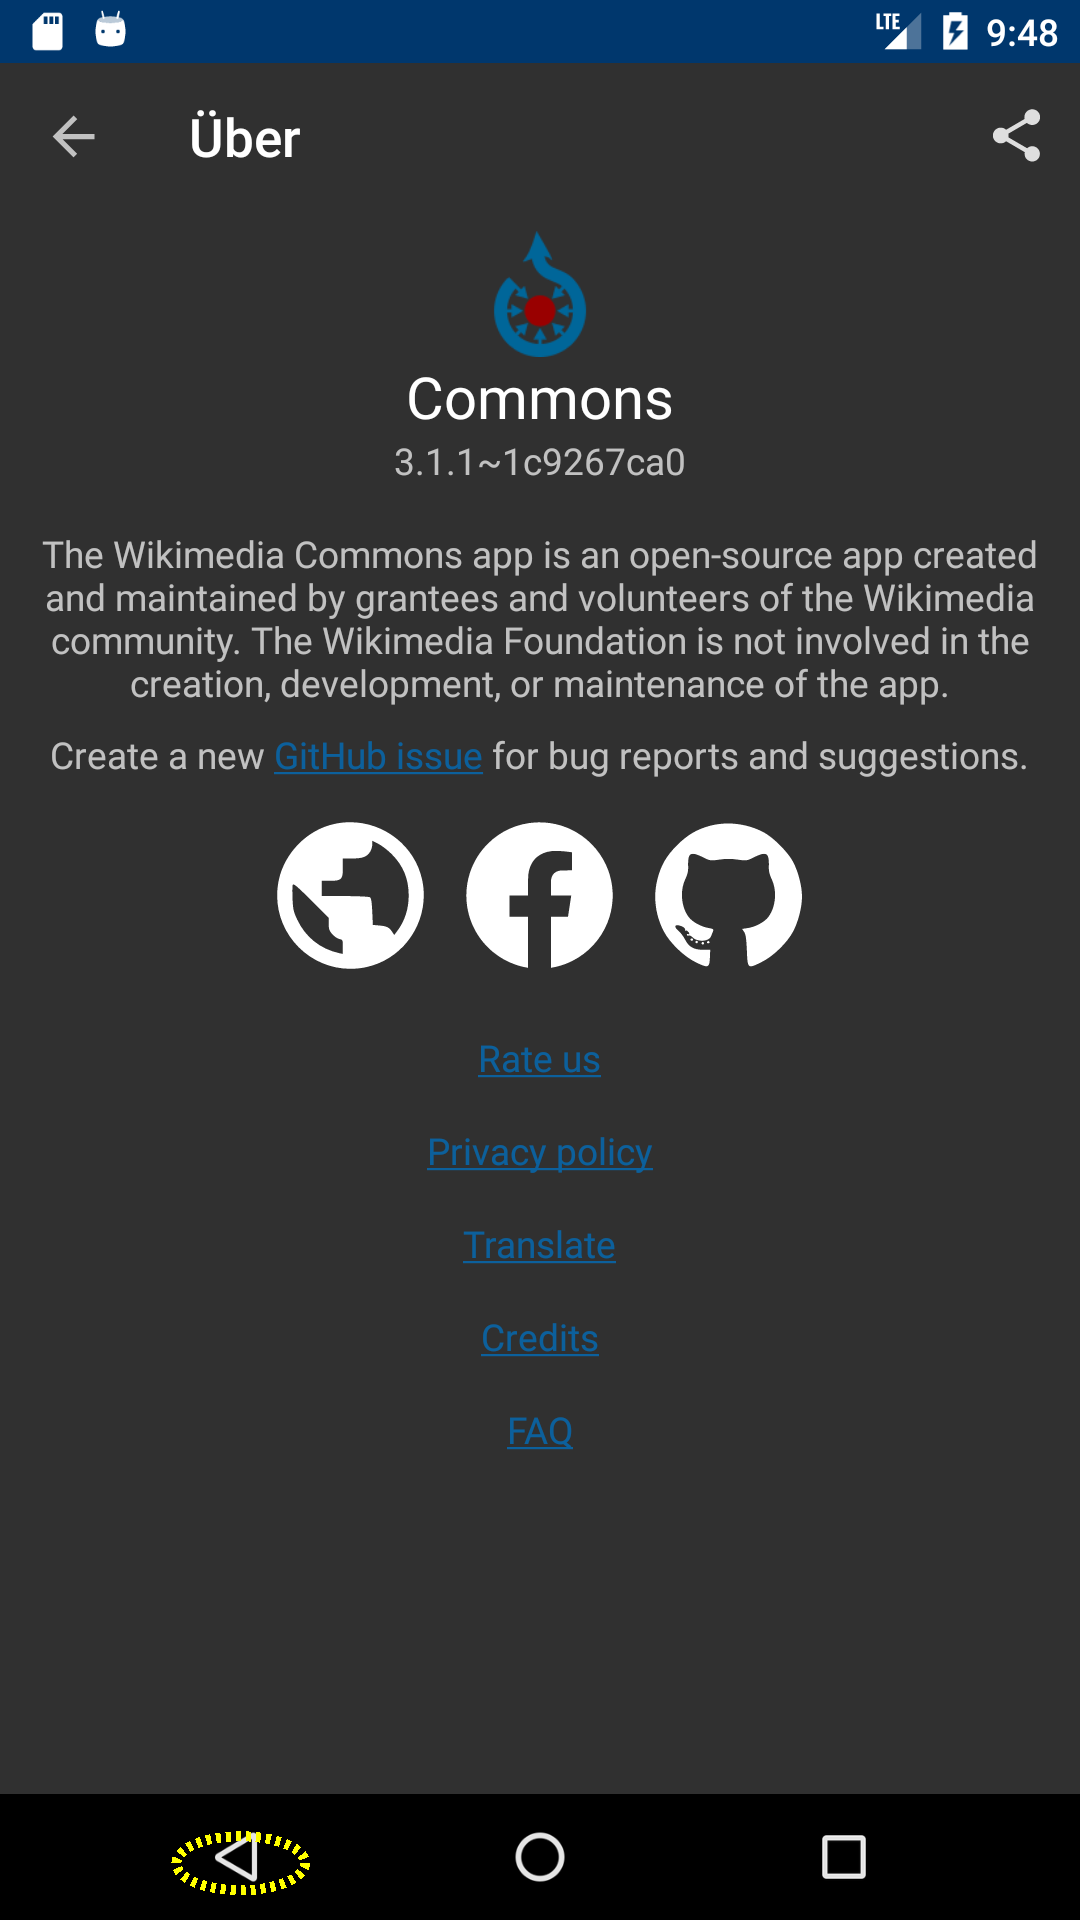 LTE 9:48
Über
Commons
3.1.1~1c9267ca0
The Wikimedia Commons app is an open-source app created
and maintained by grantees and volunteers of the Wikimedia
community. The Wikimedia Foundation is not involved in the
creation, development, or maintenance of the app.
Create a new GitHub issue for bug reports and suggestions.
Rate us
Privacy policy
Translate
Credits
FAQ